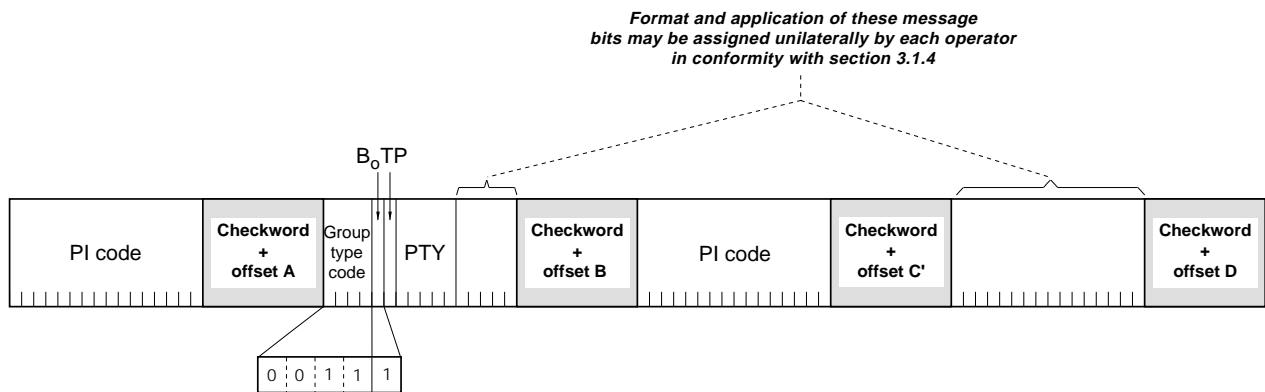 Format and application of these message
bits may be assigned unilaterally by each operator
in conformity with section 3.1.4
BoTP
PI code
Checkword
+
offset A
Group
type
code
PTY
Checkword
+
offset B
PI code
Checkword
+
offset C'
Checkword
+
offset D
0 0 1 1 1